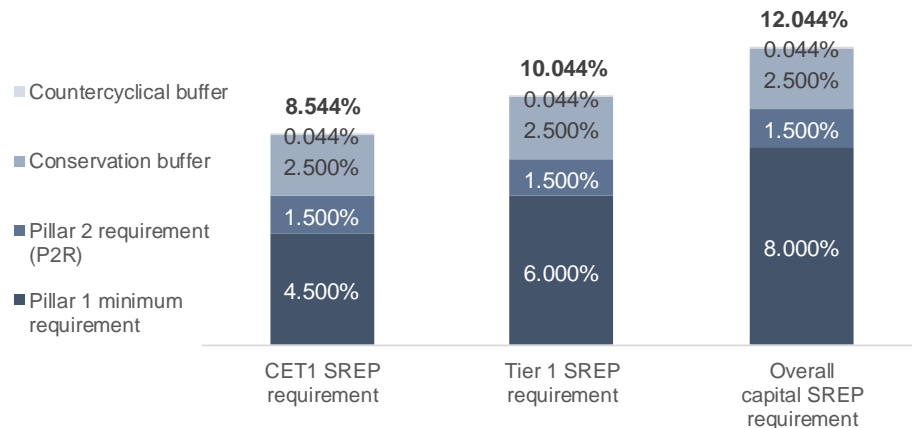 12.044%
10.044%
8.544%
0.044%
0.044%
0.044%
2.500%
2.500%
2.500%
1.500%
1.500%
1.500%
4.500%
6.000%
8.000%
Countercyclical buffer
Conservation buffer
Pillar 2 requirement
(P2R)
Pillar 1 minimum
requirement
CET1 SREP
requirement
Tier 1 SREP
requirement
Overall
capital SREP
requirement